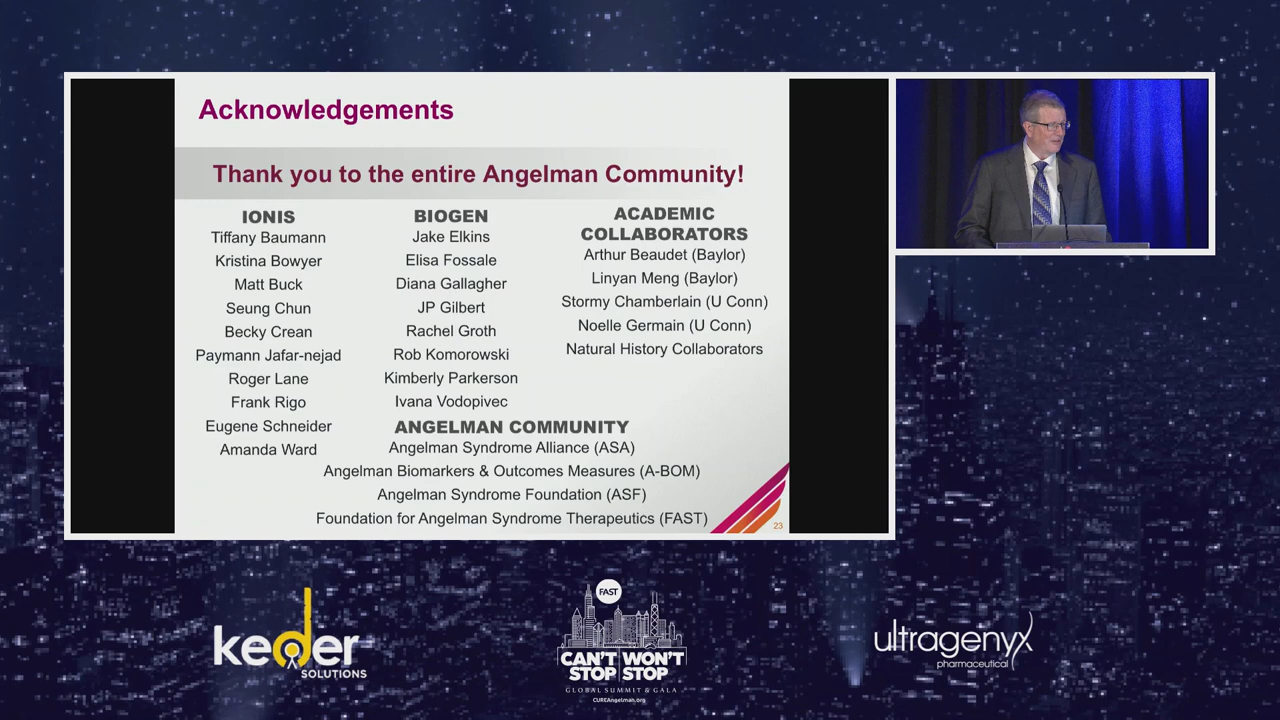 Acknowledgements
Thank you to the entire Angelman Community!
IONIS
Tiffany Baumann
Kristina Bowyer
Matt Buck
Seung Chun
Becky Crean
Paymann Jafar-nejad
Roger Lane
Frank Rigo
Eugene Schneider
Amanda Ward
BIOGEN
Jake Elkins
Elisa Fossale
Diana Gallagher
JP Gilbert
Rachel Groth
Rob Komorowski
Kimberly Parkerson
Ivana Vodopivec
ACADEMIC
COLLABORATORS
Arthur Beaudet (Baylor)
Linyan Meng (Baylor)
Stormy Chamberlain (U Conn)
Noelle Germain (U Conn)
Natural History Collaborators
ANGELMAN COMMUNITY
Angelman Syndrome Alliance (ASA)
Angelman Biomarkers & Outcomes Measures (A-BOM)
Angelman Syndrome Foundation (ASF)
Foundation for Angelman Syndrome Therapeutics (FAST)
23
keder
SOLUTIONS
FAST
CAN'T WON'T
STOP STOP
GLOBAL SUMMIT & GALA
CUREAngelman.org
ultragenyx
pharmaceutical